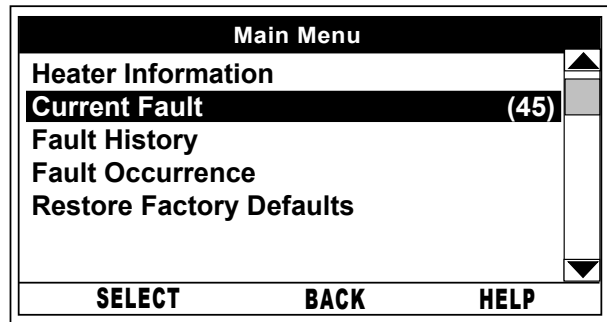 Main Menu
Heater Information
Current Fault (45)
Fault History
Fault Occurrence
Restore Factory Defaults
SELECT BACK HELP